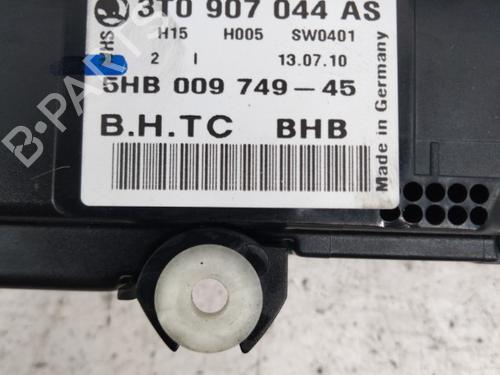 3T0 907 044 AS
H15 H005 SW0401
2 I 13.07.10
5HB 009 749-45
B.H.TC BHB
Made in Germany
B-Parts